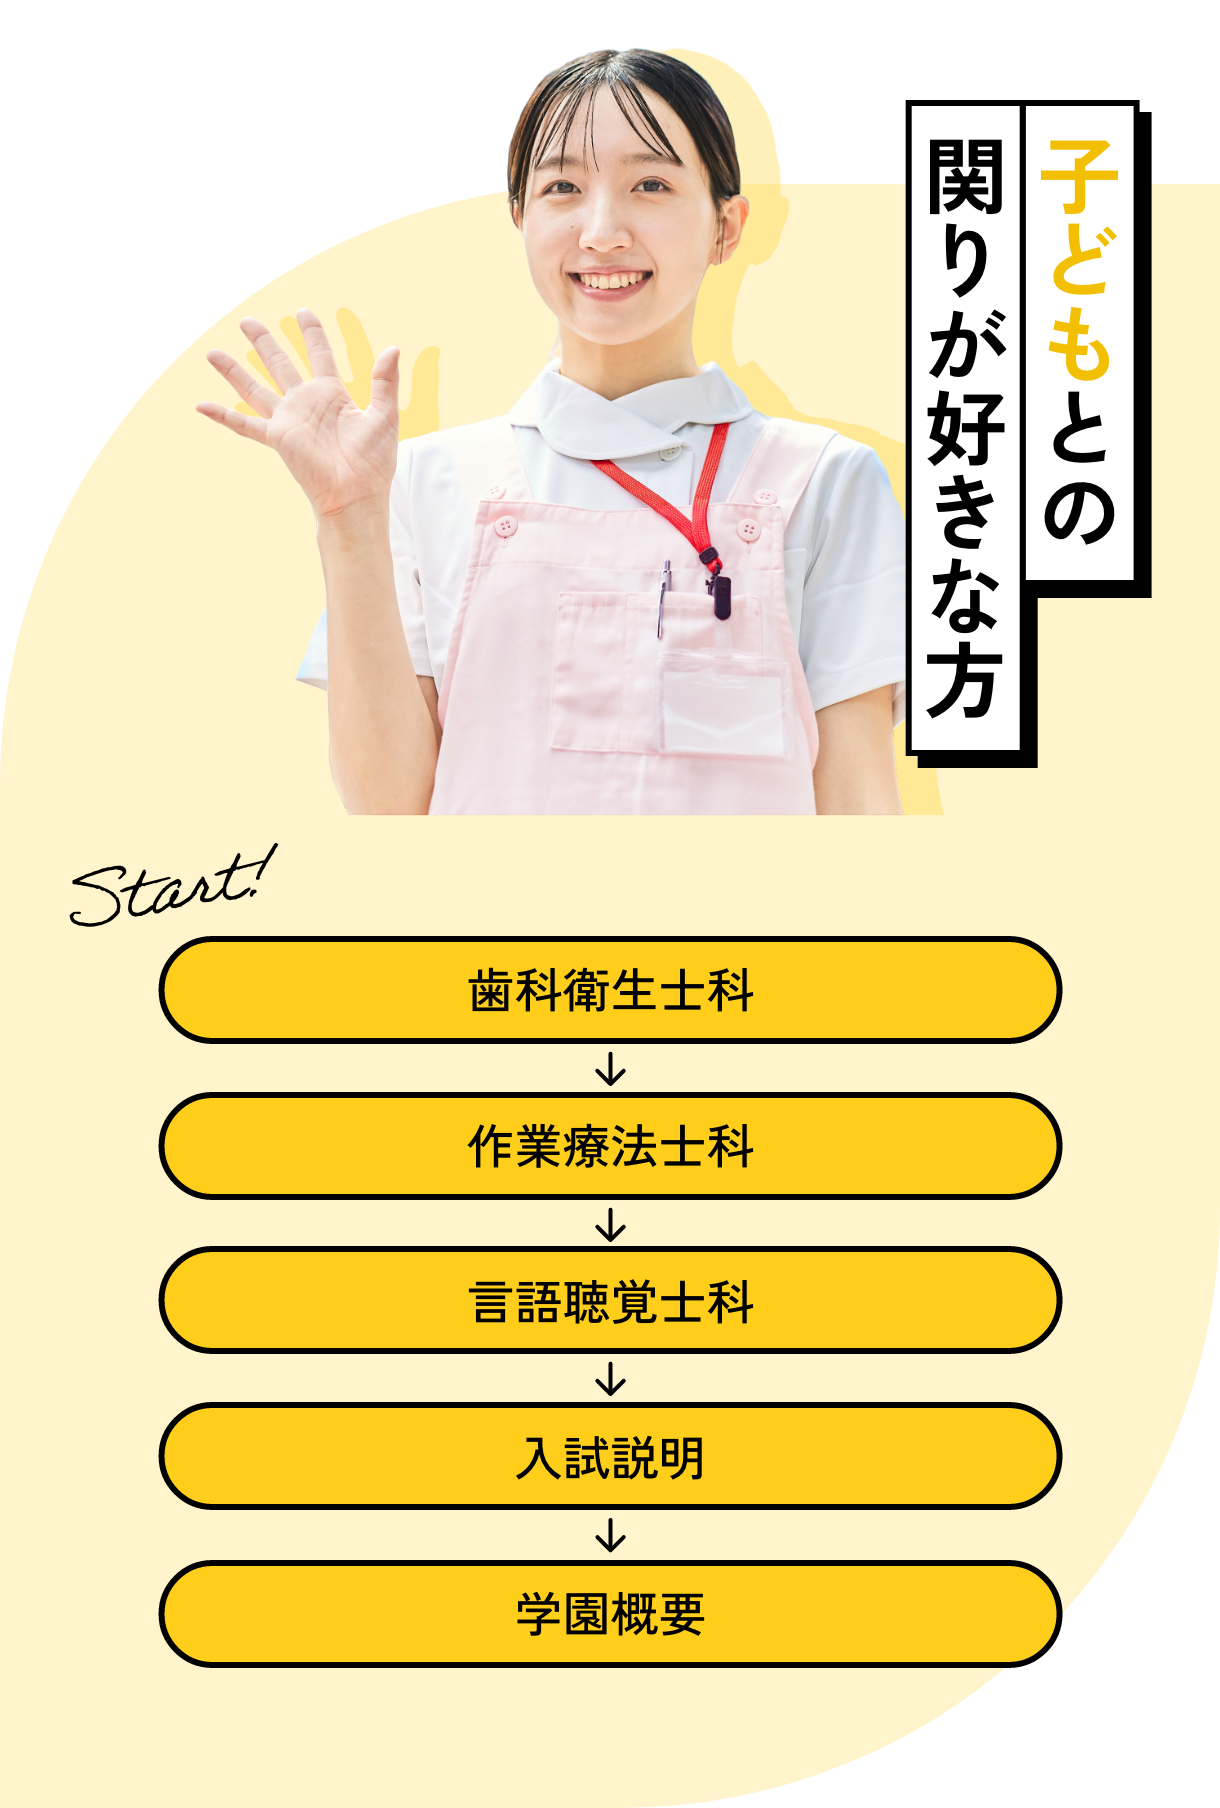 子どもとの
関りが好きな方
Start!
歯科衛生士科
作業療法士科
言語聴覚士科
入試説明
学園概要